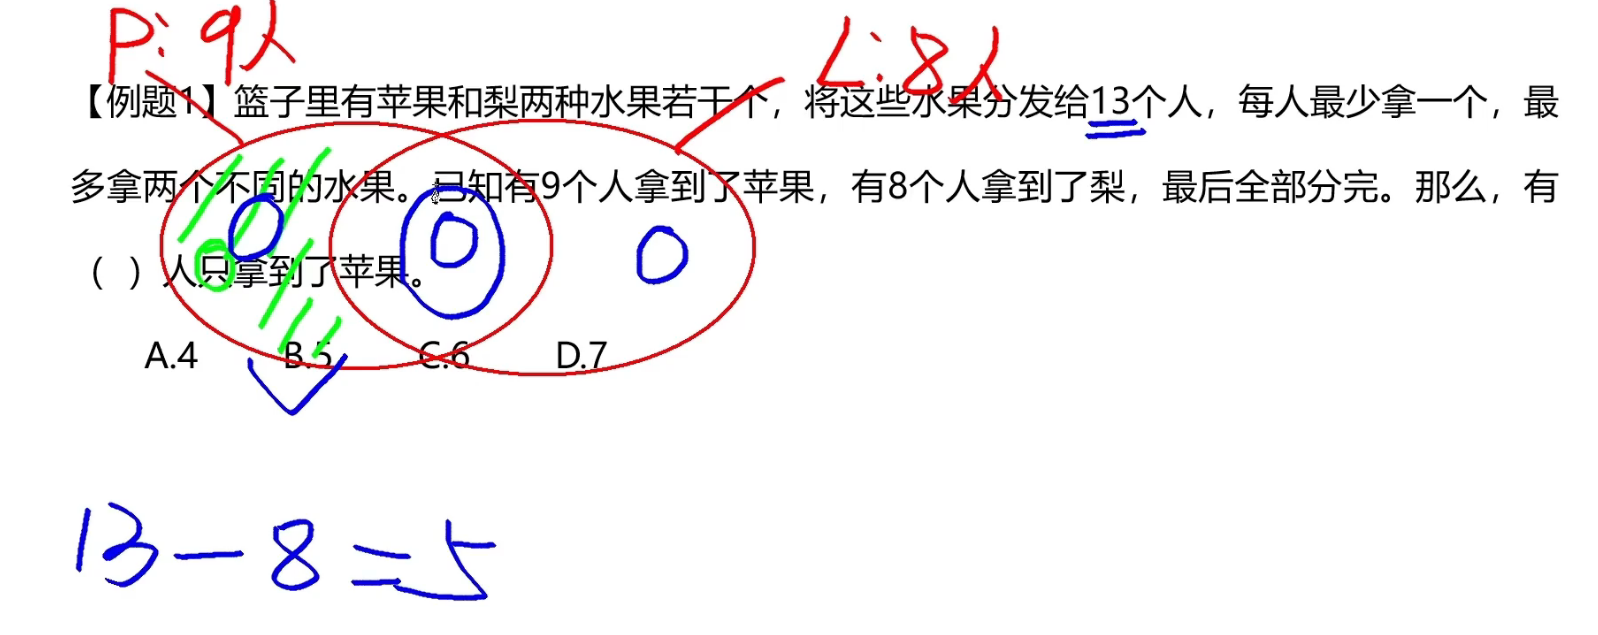 P:9人
L:8人
【例题1】篮子里有苹果和梨两种水果若干个，将这些水果分发给13个人，每人最少拿一个，最
多拿两个不同的水果。已知有9个人拿到了苹果，有8个人拿到了梨，最后全部分完。那么，有
（ ）人只拿到了苹果。
A.4 B.5 C.6 D.7
13-8=5